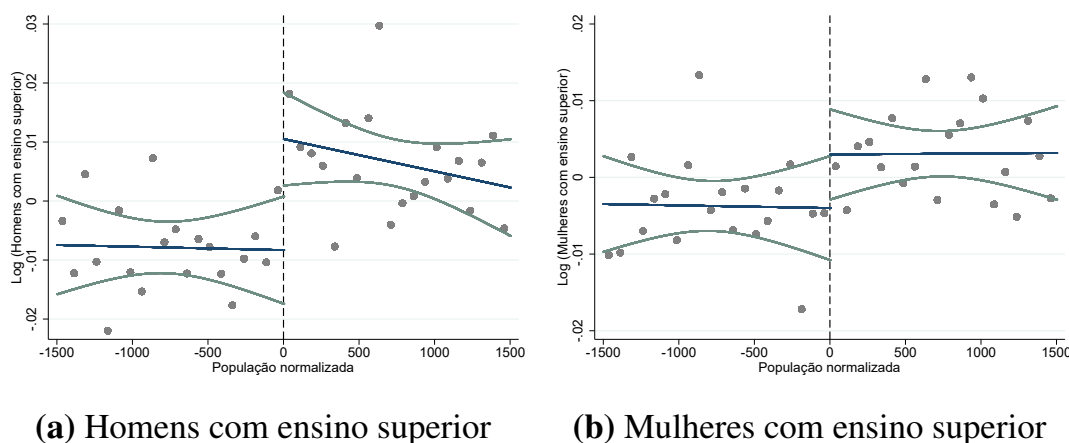 .03
.02
.01
0
-.01
-.02
Log (Homens com ensino superior)
-1500 -1000 -500 0 500 1000 1500
População normalizada
(a) Homens com ensino superior
.02
.01
0
-.01
-.02
Log (Mulheres com ensino superior)
-1500 -1000 -500 0 500 1000 1500
População normalizada
(b) Mulheres com ensino superior